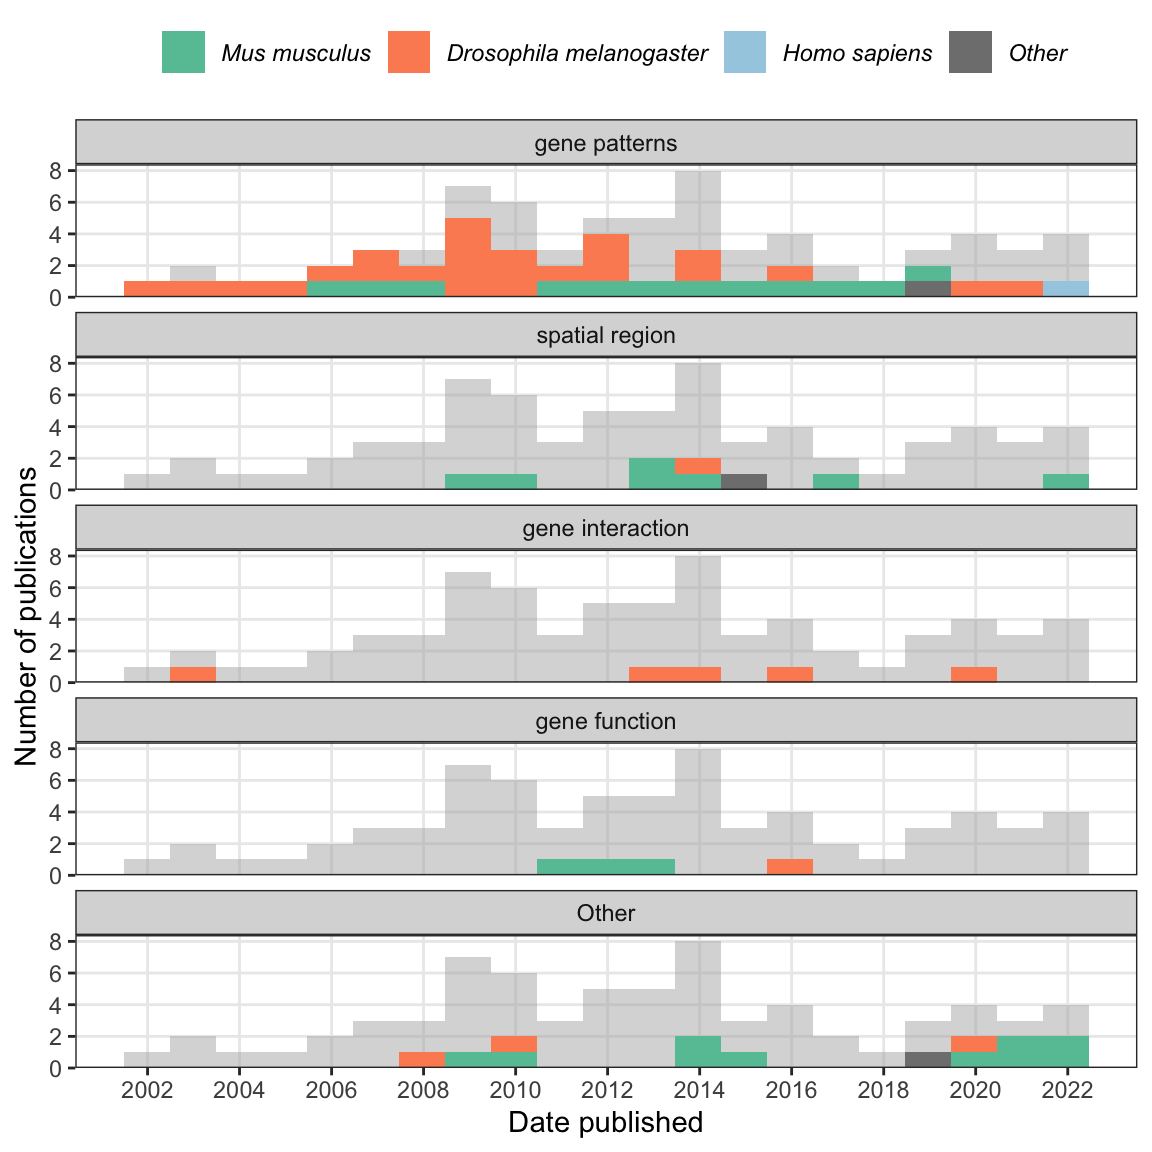 Mus musculus Drosophila melanogaster Homo sapiens Other
gene patterns
8
6
4
2
0
spatial region
8
6
4
2
0
gene interaction
8
6
4
2
0
gene function
8
6
4
2
0
Other
8
6
4
2
0
Number of publications
2002 2004 2006 2008 2010 2012 2014 2016 2018 2020 2022
Date published